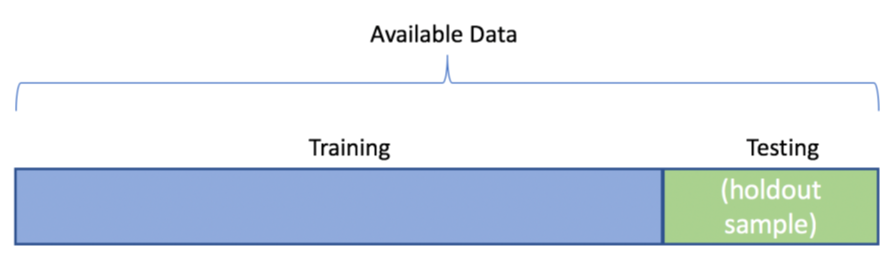 Available Data
Training
Testing
(holdout
sample)